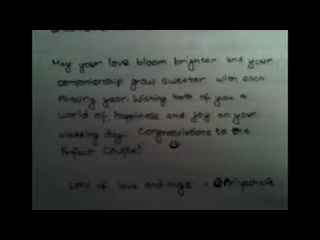 May your love bloom brighter and your
companionship grow sweeter with each
passing year. Wishing both of you a
world of happiness and joy on your
wedding day. Congratulations to the
Perfect Couple!
Lots of love and hugs -